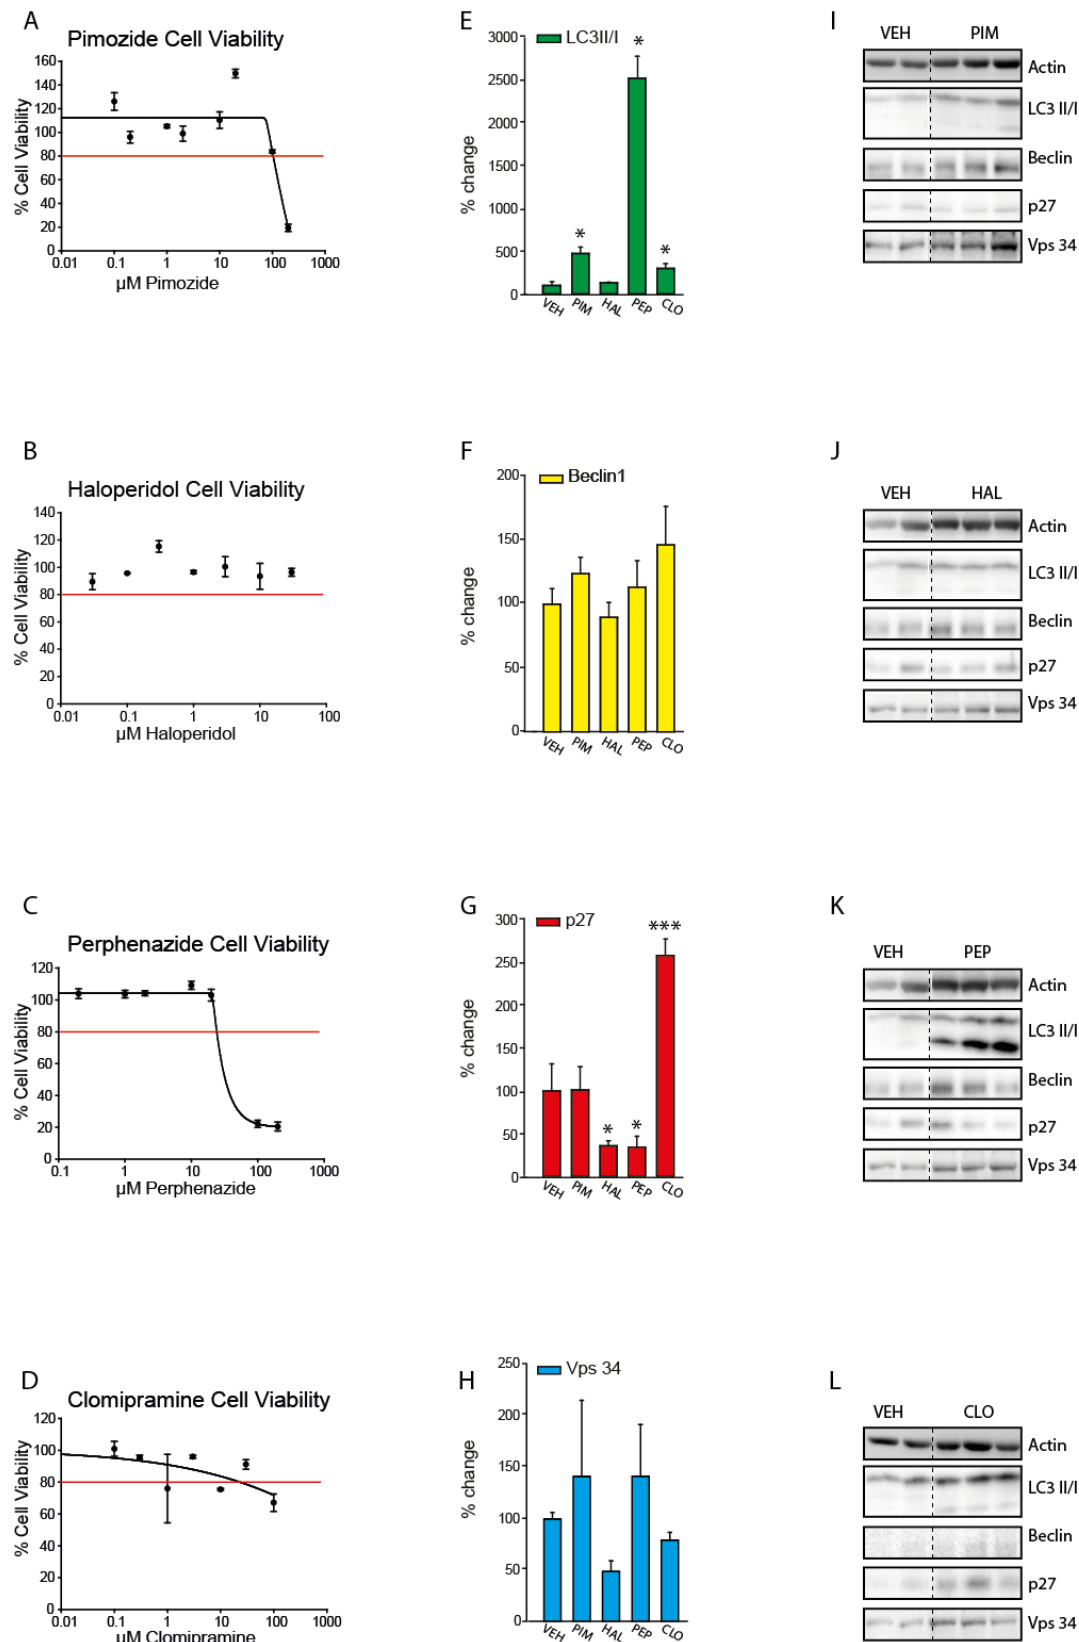 A
Pimozide Cell Viability
% Cell Viability
160
140
120
100
80
60
40
20
0
0.01 0.1 1 10 100 1000
µM Pimozide
E
LC3II/I
% change
3000
2500
2000
1500
1000
500
0
* * *
VEH PIM HAL PEP CLO
I
VEH PIM
Actin
LC3 II/I
Beclin
p27
Vps 34
B
Haloperidol Cell Viability
% Cell Viability
140
120
100
80
60
40
20
0
0.01 0.1 1 10 100
µM Haloperidol
F
Beclin1
% change
200
150
100
50
0
VEH PIM HAL PEP CLO
J
VEH HAL
Actin
LC3 II/I
Beclin
p27
Vps 34
C
Perphenazide Cell Viability
% Cell Viability
120
100
80
60
40
20
0
0.1 1 10 100 1000
µM Perphenazide
G
p27
% change
300
250
200
150
100
50
0
* * ***
VEH PIM HAL PEP CLO
K
VEH PEP
Actin
LC3 II/I
Beclin
p27
Vps 34
D
Clomipramine Cell Viability
% Cell Viability
120
100
80
60
40
20
0
0.01 0.1 1 10 100 1000
µM Clomipramine
H
Vps 34
% change
250
200
150
100
50
0
VEH PIM HAL PEP CLO
L
VEH CLO
Actin
LC3 II/I
Beclin
p27
Vps 34